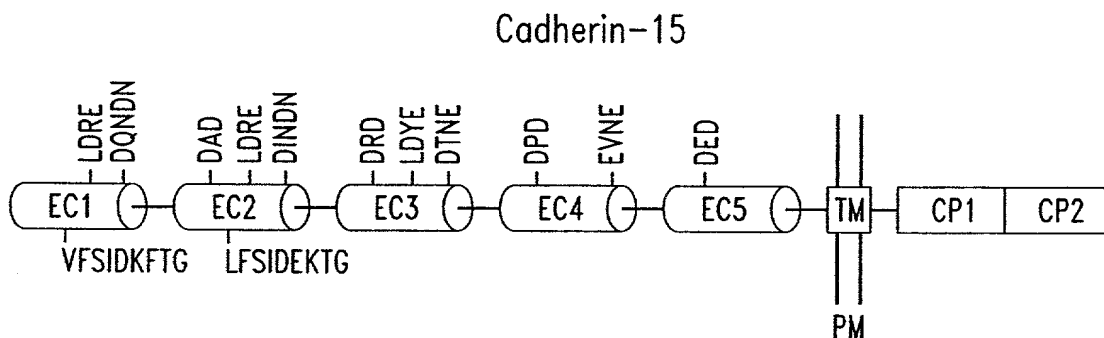 Cadherin-15
LDRE
DQNDN
DAD
LDRE
DINDN
DRD
LDYE
DTNE
DPD
EVNE
DED
EC1
EC2
EC3
EC4
EC5
TM
CP1
CP2
VFSIDKFTG
LFSIDEKTG
PM